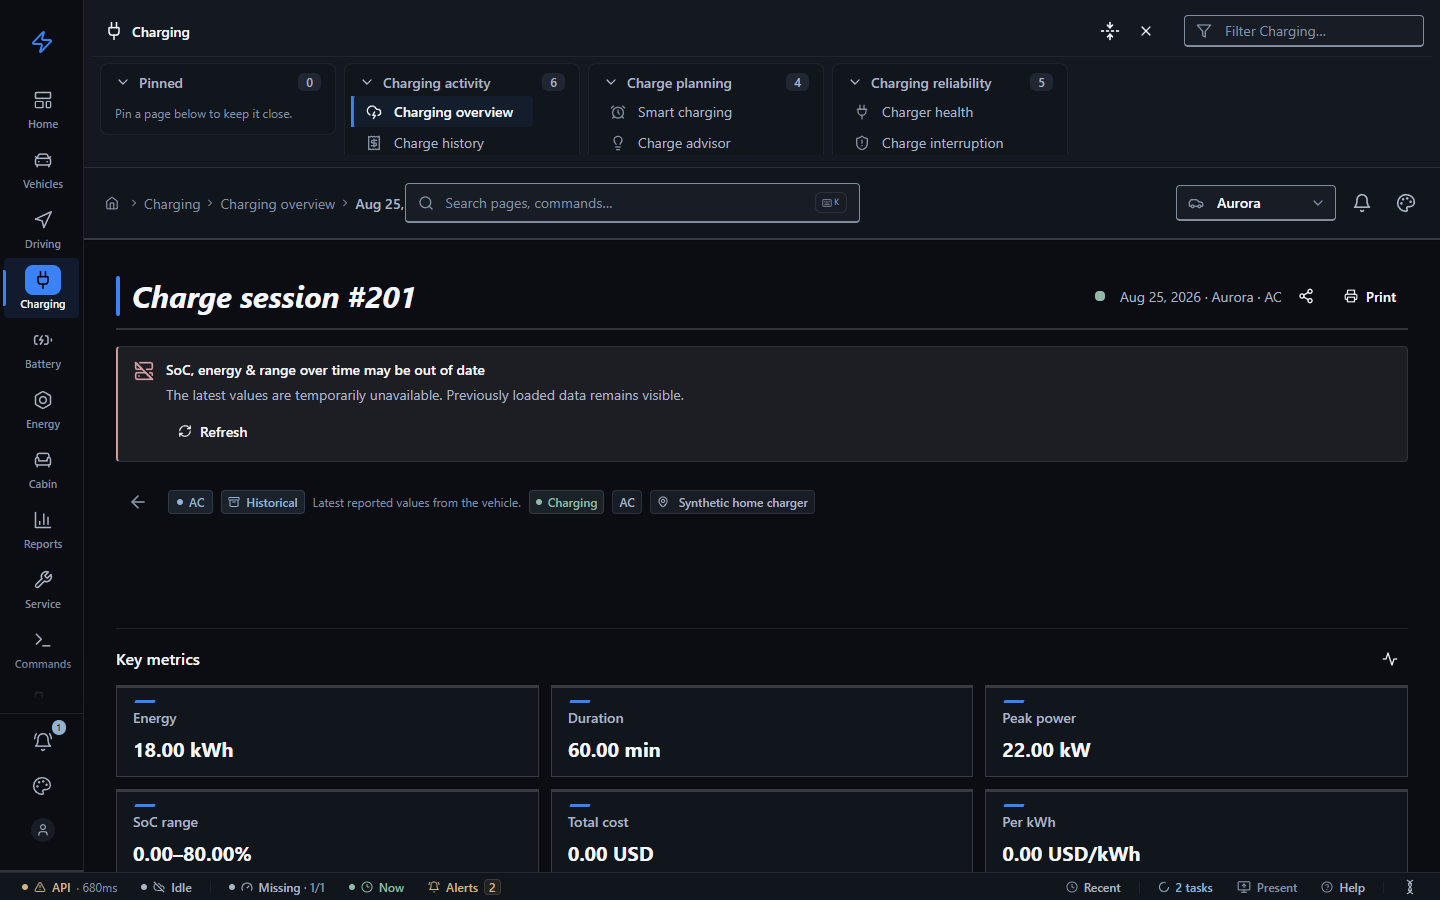 Charging
Filter Charging...
Pinned 0
Pin a page below to keep it close.
Charging activity 6
Charging overview
Charge history
Charge planning 4
Smart charging
Charge advisor
Charging reliability 5
Charger health
Charge interruption
Home
Vehicles
Driving
Charging
Battery
Energy
Cabin
Reports
Service
Commands
1
Charging Charging overview Aug 25,
Search pages, commands... K
Aurora
Charge session #201
Aug 25, 2026 · Aurora · AC
Print
SoC, energy & range over time may be out of date
The latest values are temporarily unavailable. Previously loaded data remains visible.
Refresh
AC Historical Latest reported values from the vehicle. Charging AC Synthetic home charger
Key metrics
Energy
18.00 kWh
Duration
60.00 min
Peak power
22.00 kW
SoC range
0.00–80.00%
Total cost
0.00 USD
Per kWh
0.00 USD/kWh
API · 680ms Idle Missing · 1/1 Now Alerts 2 Recent 2 tasks Present Help